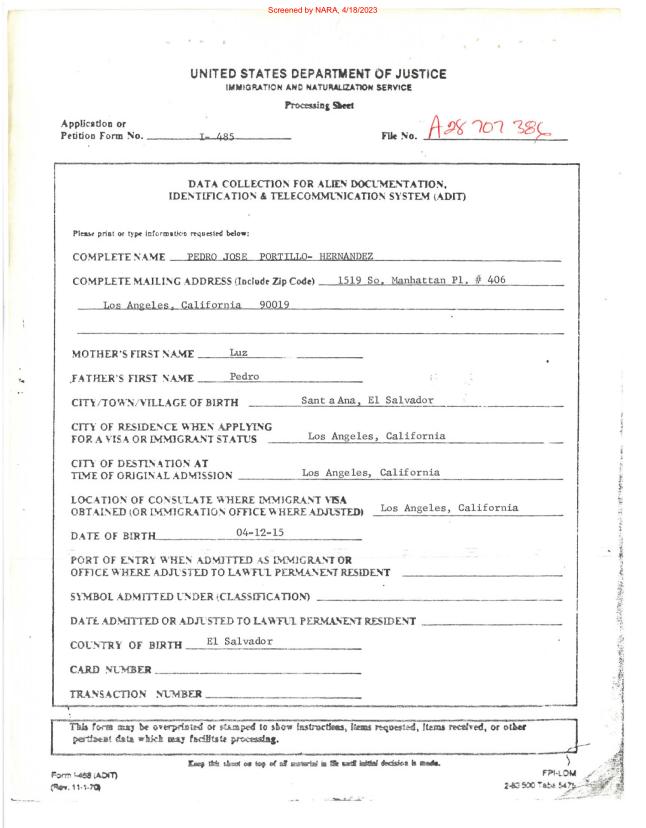 Screened by NARA, 4/18/2023
UNITED STATES DEPARTMENT OF JUSTICE
IMMIGRATION AND NATURALIZATION SERVICE
Processing Sheet
Application or
Petition Form No. I- 485 File No. A28 707 386
DATA COLLECTION FOR ALIEN DOCUMENTATION,
IDENTIFICATION & TELECOMMUNICATION SYSTEM (ADIT)
Please print or type information requested below:
COMPLETE NAME PEDRO JOSE PORTILLO- HERNANDEZ
COMPLETE MAILING ADDRESS (Include Zip Code) 1519 So, Manhattan Pl, # 406
Los Angeles, California 90019
MOTHER'S FIRST NAME Luz
FATHER'S FIRST NAME Pedro
CITY/TOWN/VILLAGE OF BIRTH Sant a Ana, El Salvador
CITY OF RESIDENCE WHEN APPLYING
FOR A VISA OR IMMIGRANT STATUS Los Angeles, California
CITY OF DESTINATION AT
TIME OF ORIGINAL ADMISSION Los Angeles, California
LOCATION OF CONSULATE WHERE IMMIGRANT VISA
OBTAINED (OR IMMIGRATION OFFICE WHERE ADJUSTED) Los Angeles, California
DATE OF BIRTH 04-12-15
PORT OF ENTRY WHEN ADMITTED AS IMMIGRANT OR
OFFICE WHERE ADJUSTED TO LAWFUL PERMANENT RESIDENT
SYMBOL ADMITTED UNDER (CLASSIFICATION)
DATE ADMITTED OR ADJUSTED TO LAWFUL PERMANENT RESIDENT
COUNTRY OF BIRTH El Salvador
CARD NUMBER
TRANSACTION NUMBER
This form may be overprinted or stamped to show instructions, items requested, items received, or other
pertinent data which may facilitate processing.
Keep this sheet on top of all material in file until initial decision is made.
Form I-468 (ADIT) FPI-LOM
(Rev. 11-1-70) 2-83 500 Tabs 5475